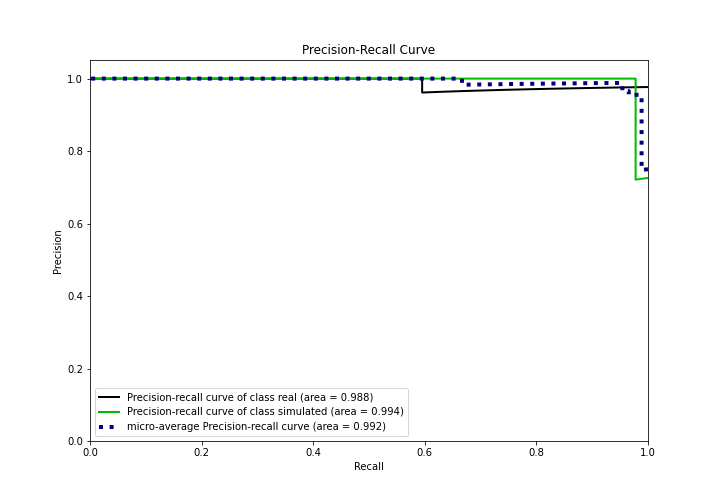 Precision-Recall Curve
1.0
0.8
0.6
0.4
0.2
0.0
Precision
Precision-recall curve of class real (area = 0.988)
Precision-recall curve of class simulated (area = 0.994)
micro-average Precision-recall curve (area = 0.992)
0.0 0.2 0.4 0.6 0.8 1.0
Recall